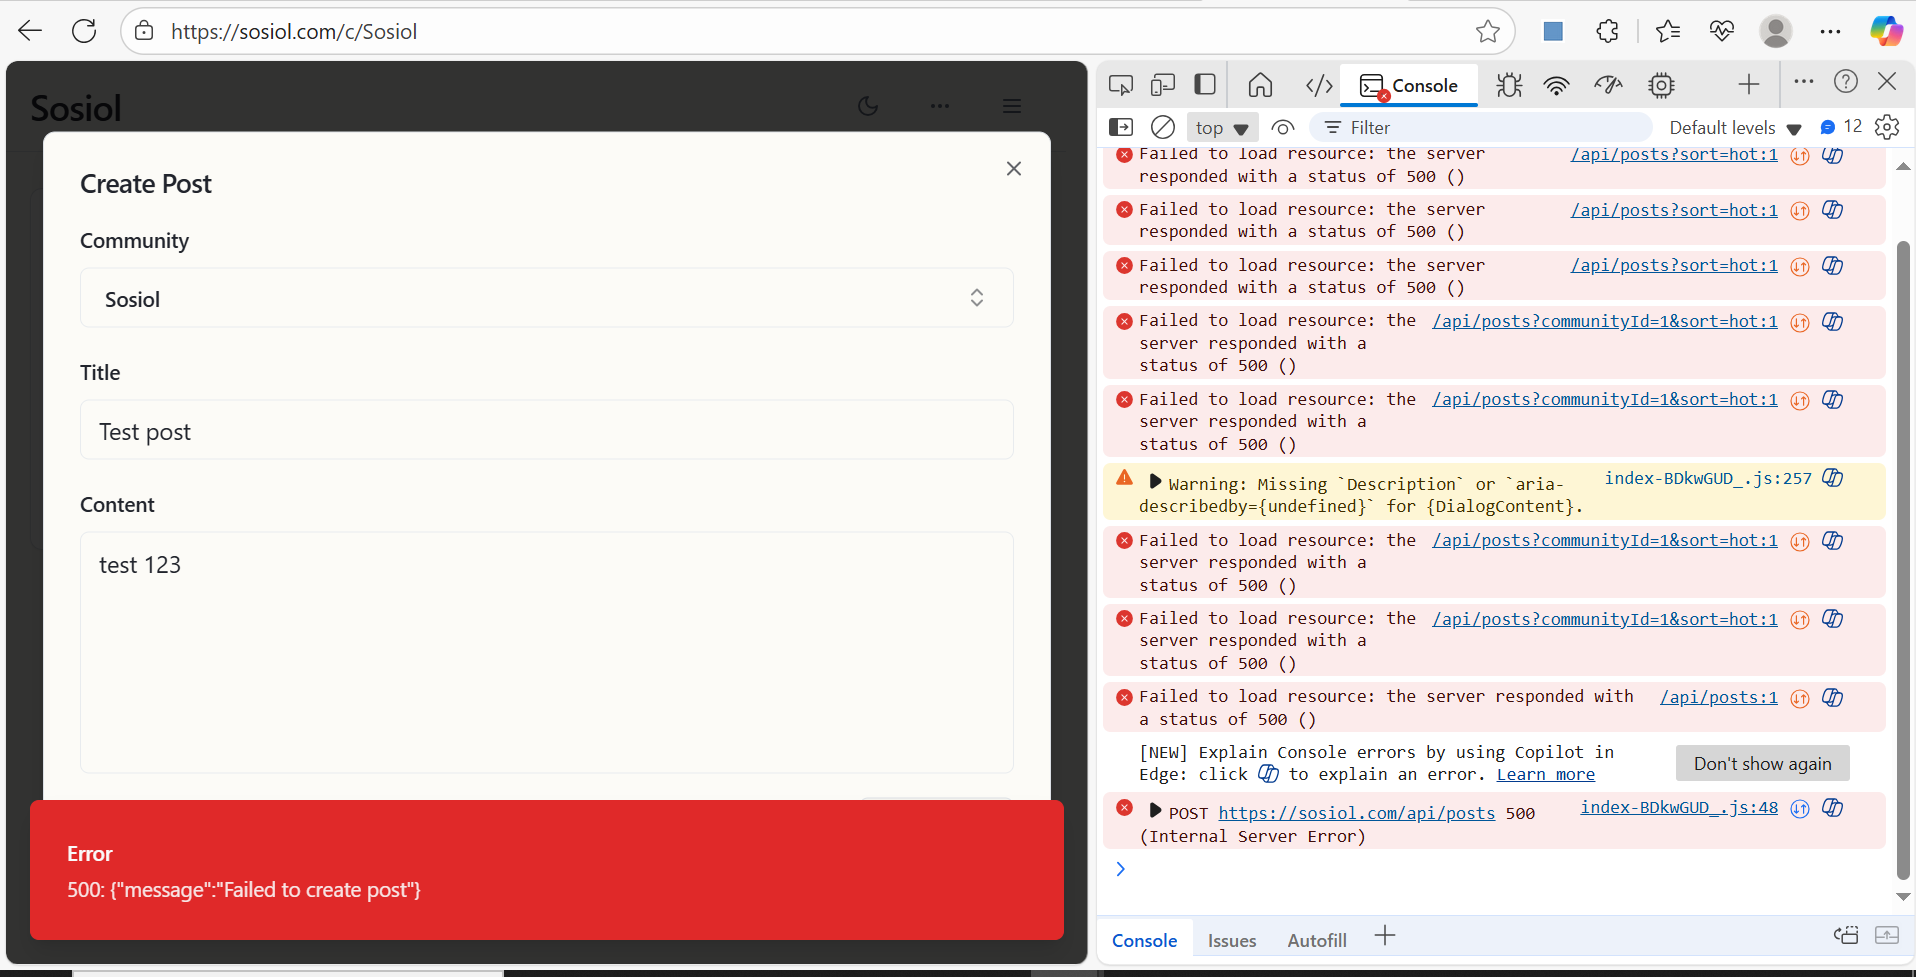 https://sosiol.com/c/Sosiol
Sosiol
Create Post
Community
Sosiol
Title
Test post
Content
test 123
Error
500: {"message":"Failed to create post"}
Console
top
Filter
Default levels
12
Failed to load resource: the server /api/posts?sort=hot:1
responded with a status of 500 ()
Failed to load resource: the server /api/posts?sort=hot:1
responded with a status of 500 ()
Failed to load resource: the server /api/posts?sort=hot:1
responded with a status of 500 ()
Failed to load resource: the /api/posts?communityId=1&sort=hot:1
server responded with a
status of 500 ()
Failed to load resource: the /api/posts?communityId=1&sort=hot:1
server responded with a
status of 500 ()
Warning: Missing `Description` or `aria- index-BDkwGUD_.js:257
describedby={undefined}` for {DialogContent}.
Failed to load resource: the /api/posts?communityId=1&sort=hot:1
server responded with a
status of 500 ()
Failed to load resource: the /api/posts?communityId=1&sort=hot:1
server responded with a
status of 500 ()
Failed to load resource: the server responded with /api/posts:1
a status of 500 ()
[NEW] Explain Console errors by using Copilot in
Edge: click to explain an error. Learn more
Don't show again
POST https://sosiol.com/api/posts 500 index-BDkwGUD_.js:48
(Internal Server Error)
Console
Issues
Autofill